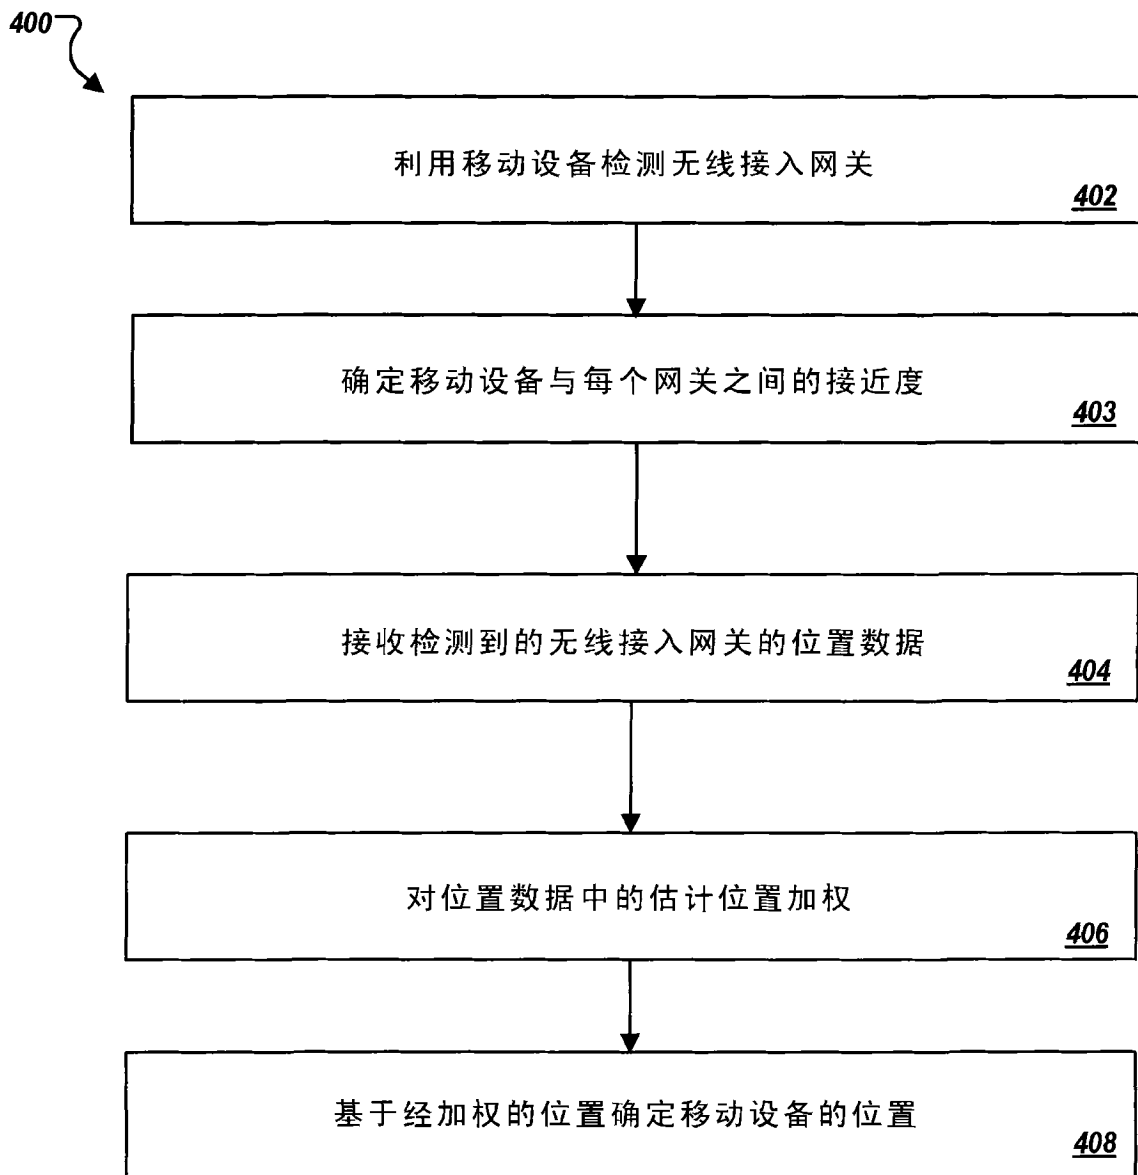 400
利用移动设备检测无线接入网关
402
确定移动设备与每个网关之间的接近度
403
接收检测到的无线接入网关的位置数据
404
对位置数据中的估计位置加权
406
基于经加权的位置确定移动设备的位置
408